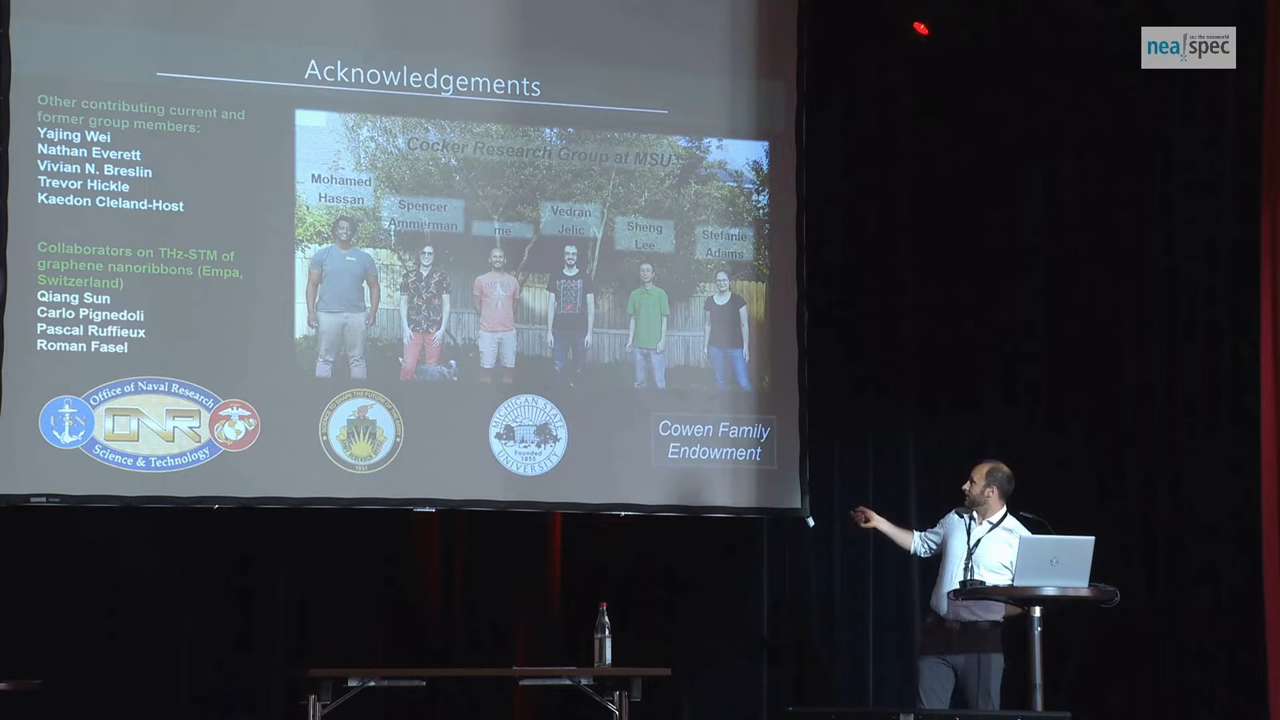 Acknowledgements
Other contributing current and
former group members:
Yajing Wei
Nathan Everett
Vivian N. Breslin
Trevor Hickle
Kaedon Cleland-Host
Collaborators on THz-STM of
graphene nanoribbons (Empa,
Switzerland)
Qiang Sun
Carlo Pignedoli
Pascal Ruffieux
Roman Fasel
Cocker Research Group at MSU
Mohamed
Hassan
Spencer
Ammerman
me
Vedran
Jelic
Sheng
Lee
Stefanie
Adams
Office of Naval Research
ONR
Science & Technology
1951
MICHIGAN STATE
UNIVERSITY
Founded
1855
Cowen Family
Endowment
nea spec